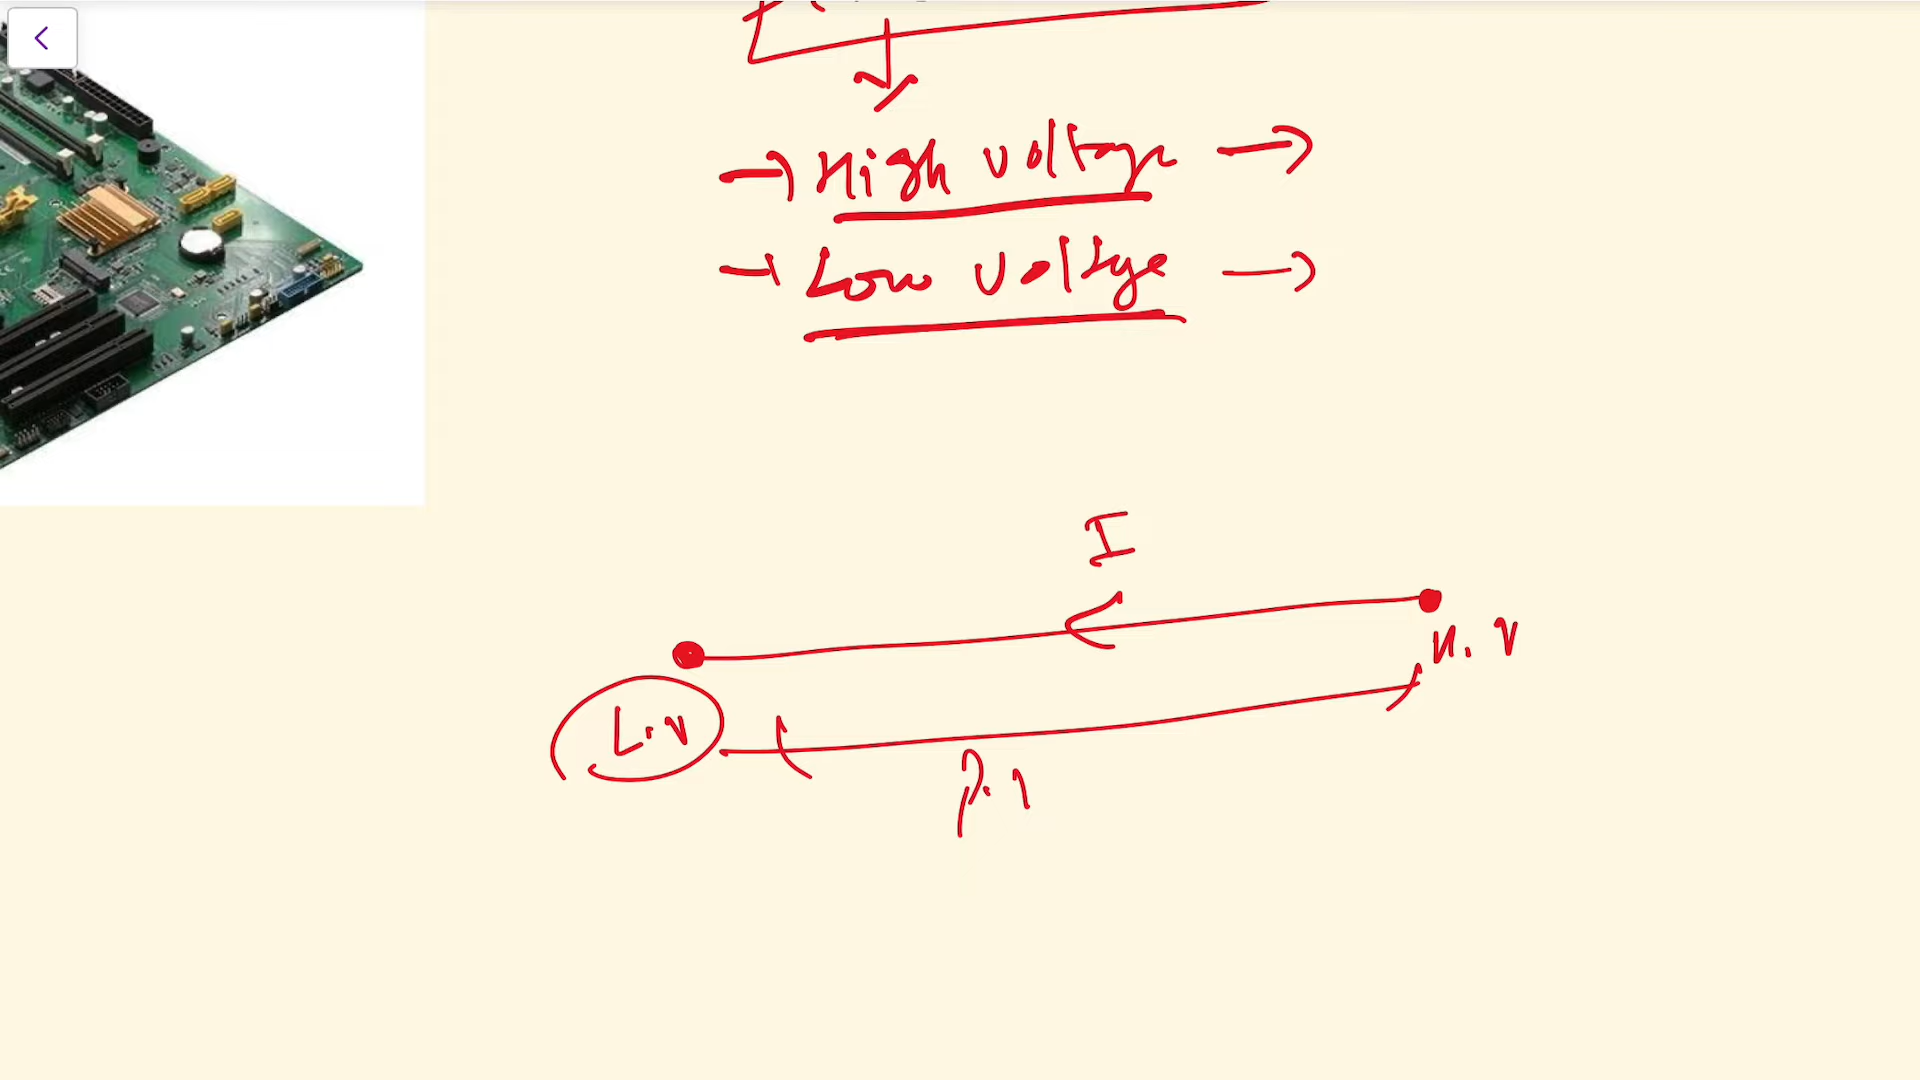 → High voltage →
→ Low voltage →
I
H.V
L.V
P.